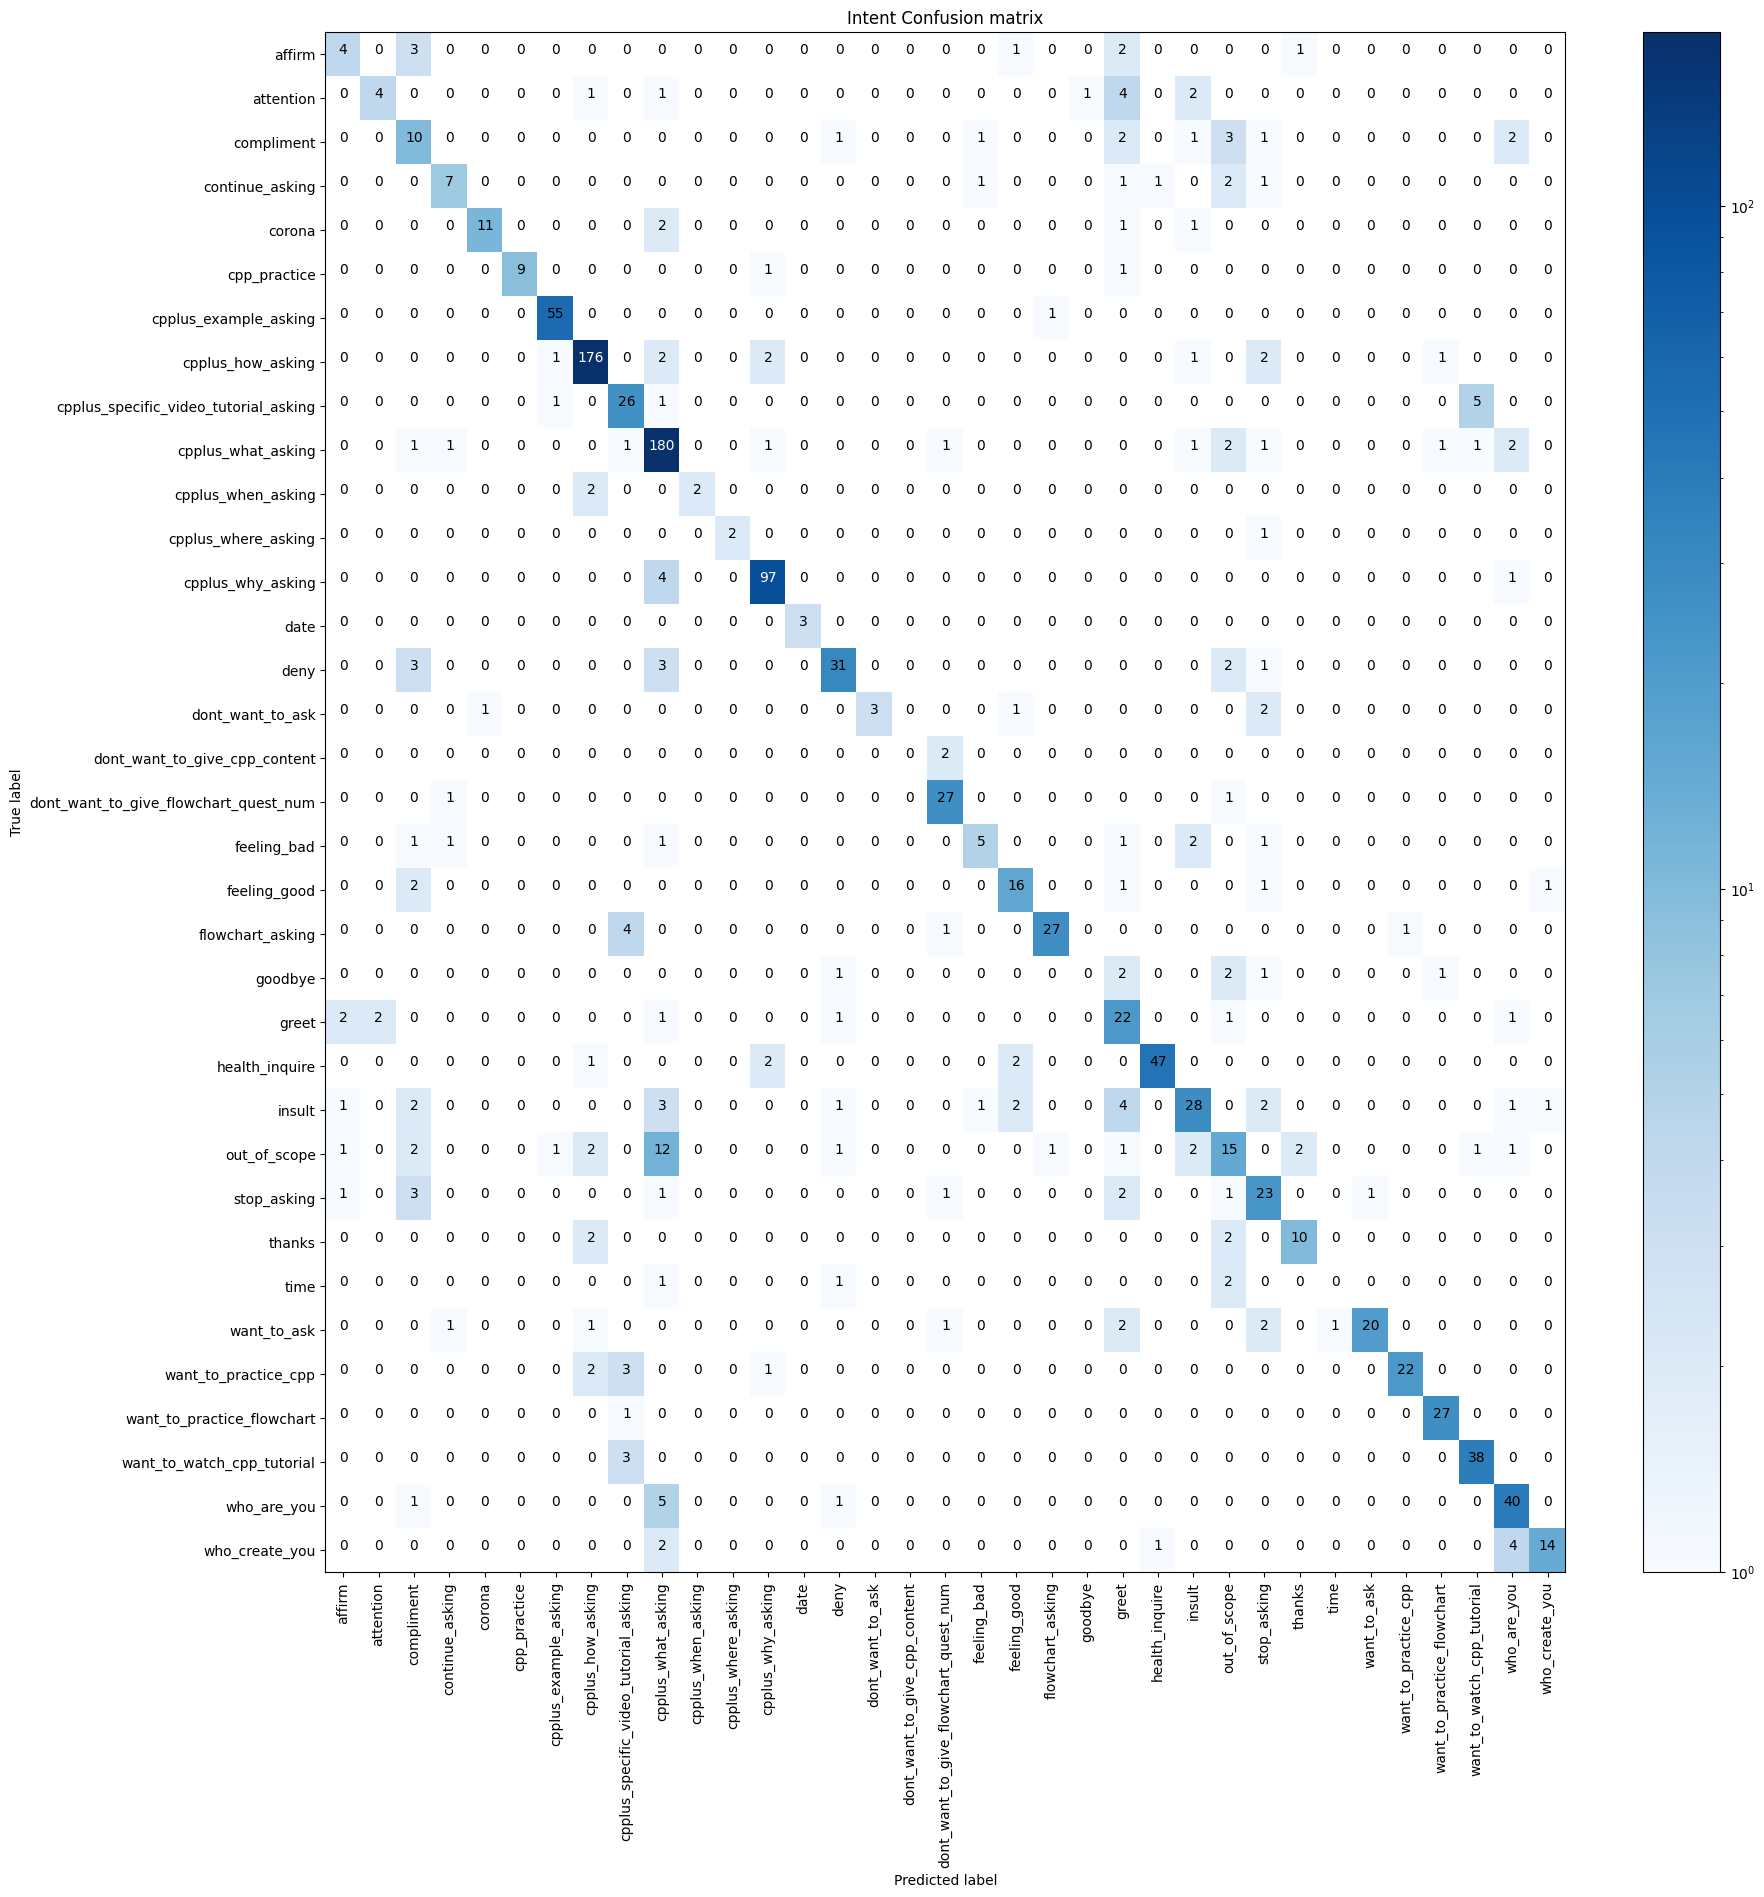 Intent Confusion matrix
affirm 4 0 3 0 0 0 0 0 0 0 0 0 0 0 0 0 0 0 0 1 0 0 2 0 0 0 0 1 0 0 0 0 0 0 0
attention 0 4 0 0 0 0 0 1 0 1 0 0 0 0 0 0 0 0 0 0 0 1 4 0 2 0 0 0 0 0 0 0 0 0 0
compliment 0 0 10 0 0 0 0 0 0 0 0 0 0 0 1 0 0 0 1 0 0 0 2 0 1 3 1 0 0 0 0 0 0 2 0
continue_asking 0 0 0 7 0 0 0 0 0 0 0 0 0 0 0 0 0 0 1 0 0 0 1 1 0 2 1 0 0 0 0 0 0 0 0
corona 0 0 0 0 11 0 0 0 0 2 0 0 0 0 0 0 0 0 0 0 0 0 1 0 1 0 0 0 0 0 0 0 0 0 0
cpp_practice 0 0 0 0 0 9 0 0 0 0 0 0 1 0 0 0 0 0 0 0 0 0 1 0 0 0 0 0 0 0 0 0 0 0 0
cpplus_example_asking 0 0 0 0 0 0 55 0 0 0 0 0 0 0 0 0 0 0 0 0 1 0 0 0 0 0 0 0 0 0 0 0 0 0 0
cpplus_how_asking 0 0 0 0 0 0 1 176 0 2 0 0 2 0 0 0 0 0 0 0 0 0 0 0 1 0 2 0 0 0 0 1 0 0 0
cpplus_specific_video_tutorial_asking 0 0 0 0 0 0 1 0 26 1 0 0 0 0 0 0 0 0 0 0 0 0 0 0 0 0 0 0 0 0 0 0 5 0 0
cpplus_what_asking 0 0 1 1 0 0 0 0 1 180 0 0 1 0 0 0 0 1 0 0 0 0 0 0 1 2 1 0 0 0 0 1 1 2 0
cpplus_when_asking 0 0 0 0 0 0 0 2 0 0 2 0 0 0 0 0 0 0 0 0 0 0 0 0 0 0 0 0 0 0 0 0 0 0 0
cpplus_where_asking 0 0 0 0 0 0 0 0 0 0 0 2 0 0 0 0 0 0 0 0 0 0 0 0 0 0 1 0 0 0 0 0 0 0 0
cpplus_why_asking 0 0 0 0 0 0 0 0 0 4 0 0 97 0 0 0 0 0 0 0 0 0 0 0 0 0 0 0 0 0 0 0 0 1 0
date 0 0 0 0 0 0 0 0 0 0 0 0 0 3 0 0 0 0 0 0 0 0 0 0 0 0 0 0 0 0 0 0 0 0 0
deny 0 0 3 0 0 0 0 0 0 3 0 0 0 0 31 0 0 0 0 0 0 0 0 0 0 2 1 0 0 0 0 0 0 0 0
dont_want_to_ask 0 0 0 0 1 0 0 0 0 0 0 0 0 0 0 3 0 0 0 1 0 0 0 0 0 0 2 0 0 0 0 0 0 0 0
dont_want_to_give_cpp_content 0 0 0 0 0 0 0 0 0 0 0 0 0 0 0 0 0 2 0 0 0 0 0 0 0 0 0 0 0 0 0 0 0 0 0
dont_want_to_give_flowchart_quest_num 0 0 0 1 0 0 0 0 0 0 0 0 0 0 0 0 0 27 0 0 0 0 0 0 0 1 0 0 0 0 0 0 0 0 0
feeling_bad 0 0 1 1 0 0 0 0 0 1 0 0 0 0 0 0 0 0 5 0 0 0 1 0 2 0 1 0 0 0 0 0 0 0 0
feeling_good 0 0 2 0 0 0 0 0 0 0 0 0 0 0 0 0 0 0 0 16 0 0 1 0 0 0 1 0 0 0 0 0 0 0 1
flowchart_asking 0 0 0 0 0 0 0 0 4 0 0 0 0 0 0 0 0 1 0 0 27 0 0 0 0 0 0 0 0 0 1 0 0 0 0
goodbye 0 0 0 0 0 0 0 0 0 0 0 0 0 0 1 0 0 0 0 0 0 0 2 0 0 2 1 0 0 0 0 1 0 0 0
greet 2 2 0 0 0 0 0 0 0 1 0 0 0 0 1 0 0 0 0 0 0 0 22 0 0 1 0 0 0 0 0 0 0 1 0
health_inquire 0 0 0 0 0 0 0 1 0 0 0 0 2 0 0 0 0 0 0 2 0 0 0 47 0 0 0 0 0 0 0 0 0 0 0
insult 1 0 2 0 0 0 0 0 0 3 0 0 0 0 1 0 0 0 1 2 0 0 4 0 28 0 2 0 0 0 0 0 0 1 1
out_of_scope 1 0 2 0 0 0 1 2 0 12 0 0 0 0 1 0 0 0 0 0 1 0 1 0 2 15 0 2 0 0 0 0 1 1 0
stop_asking 1 0 3 0 0 0 0 0 0 1 0 0 0 0 0 0 0 1 0 0 0 0 2 0 0 1 23 0 0 1 0 0 0 0 0
thanks 0 0 0 0 0 0 0 2 0 0 0 0 0 0 0 0 0 0 0 0 0 0 0 0 0 2 0 10 0 0 0 0 0 0 0
time 0 0 0 0 0 0 0 0 0 1 0 0 0 0 1 0 0 0 0 0 0 0 0 0 0 2 0 0 0 0 0 0 0 0 0
want_to_ask 0 0 0 1 0 0 0 1 0 0 0 0 0 0 0 0 0 1 0 0 0 0 2 0 0 0 2 0 1 20 0 0 0 0 0
want_to_practice_cpp 0 0 0 0 0 0 0 2 3 0 0 0 1 0 0 0 0 0 0 0 0 0 0 0 0 0 0 0 0 0 22 0 0 0 0
want_to_practice_flowchart 0 0 0 0 0 0 0 0 1 0 0 0 0 0 0 0 0 0 0 0 0 0 0 0 0 0 0 0 0 0 0 27 0 0 0
want_to_watch_cpp_tutorial 0 0 0 0 0 0 0 0 3 0 0 0 0 0 0 0 0 0 0 0 0 0 0 0 0 0 0 0 0 0 0 0 38 0 0
who_are_you 0 0 1 0 0 0 0 0 0 5 0 0 0 0 1 0 0 0 0 0 0 0 0 0 0 0 0 0 0 0 0 0 0 40 0
who_create_you 0 0 0 0 0 0 0 0 0 2 0 0 0 0 0 0 0 0 0 0 0 0 0 1 0 0 0 0 0 0 0 0 0 4 14
True label
affirm
attention
compliment
continue_asking
corona
cpp_practice
cpplus_example_asking
cpplus_how_asking
cpplus_specific_video_tutorial_asking
cpplus_what_asking
cpplus_when_asking
cpplus_where_asking
cpplus_why_asking
date
deny
dont_want_to_ask
dont_want_to_give_cpp_content
dont_want_to_give_flowchart_quest_num
feeling_bad
feeling_good
flowchart_asking
goodbye
greet
health_inquire
insult
out_of_scope
stop_asking
thanks
time
want_to_ask
want_to_practice_cpp
want_to_practice_flowchart
want_to_watch_cpp_tutorial
who_are_you
who_create_you
Predicted label
10²
10¹
10⁰